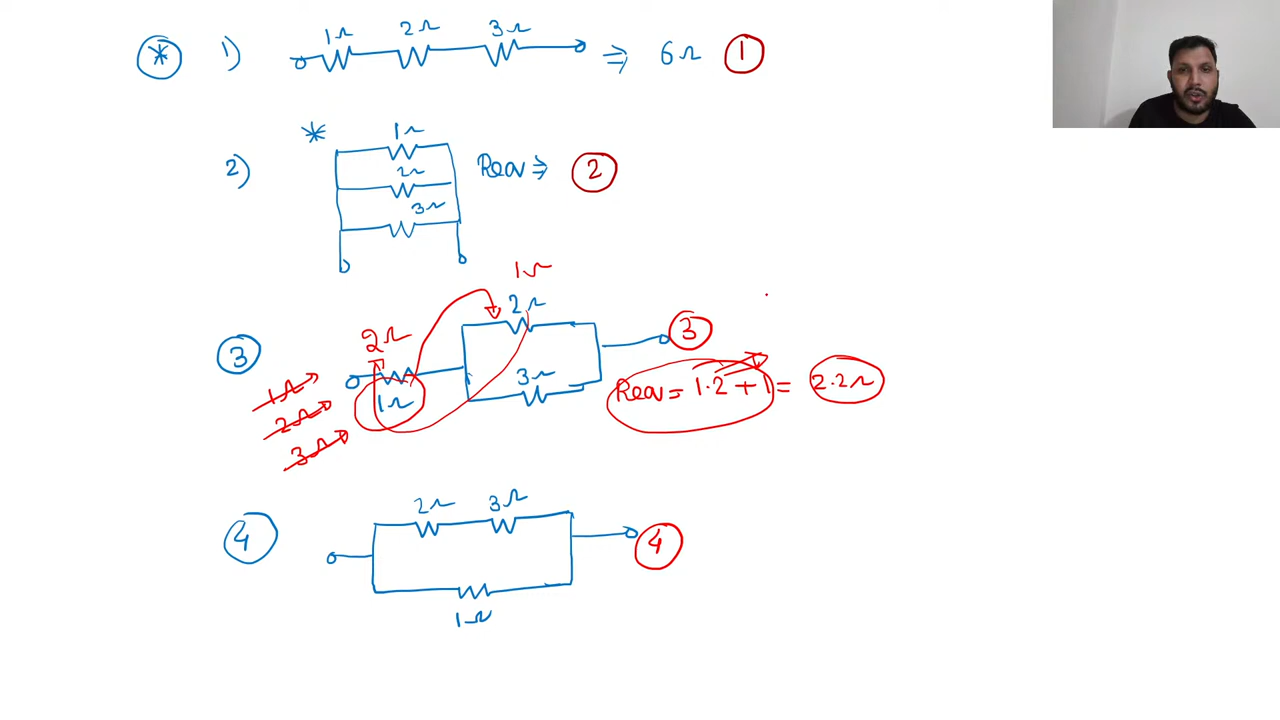 * 1) 1Ω 2Ω 3Ω ⇒ 6Ω 1
* 1Ω
2) 2Ω Req ⇒ 2
3Ω
1Ω
2Ω
3 2Ω 3
1Ω 1Ω 3Ω Req = 1.2 + 1 = 2.2Ω
2Ω
3Ω
2Ω 3Ω
4 4
1Ω